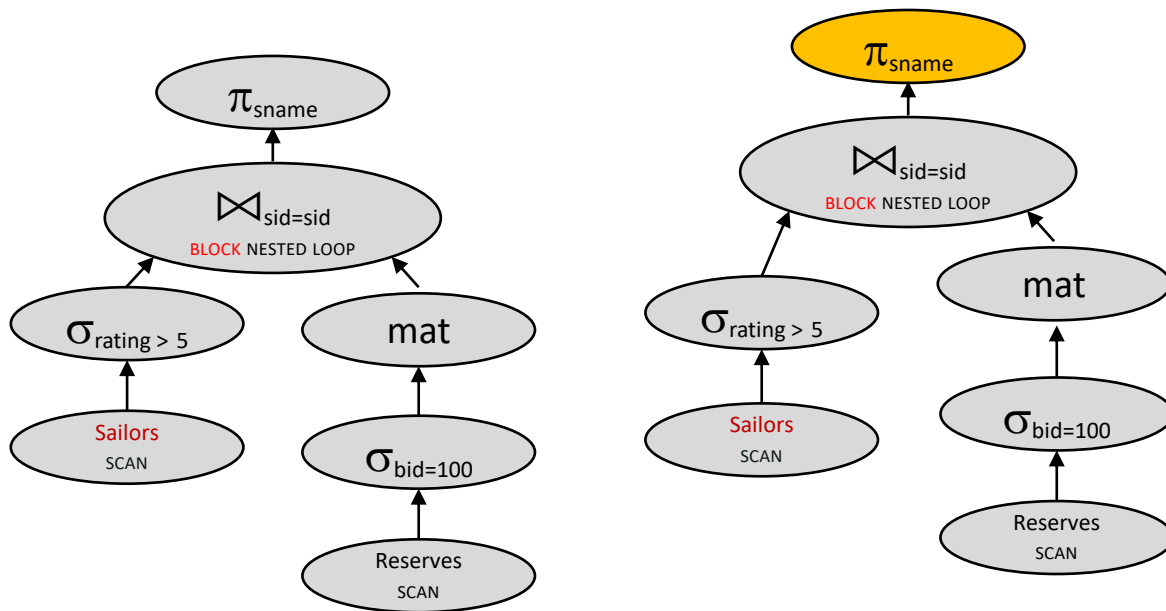 πsname
⋈sid=sid
BLOCK NESTED LOOP
σrating > 5
mat
Sailors
SCAN
σbid=100
Reserves
SCAN
πsname
⋈sid=sid
BLOCK NESTED LOOP
σrating > 5
mat
Sailors
SCAN
σbid=100
Reserves
SCAN